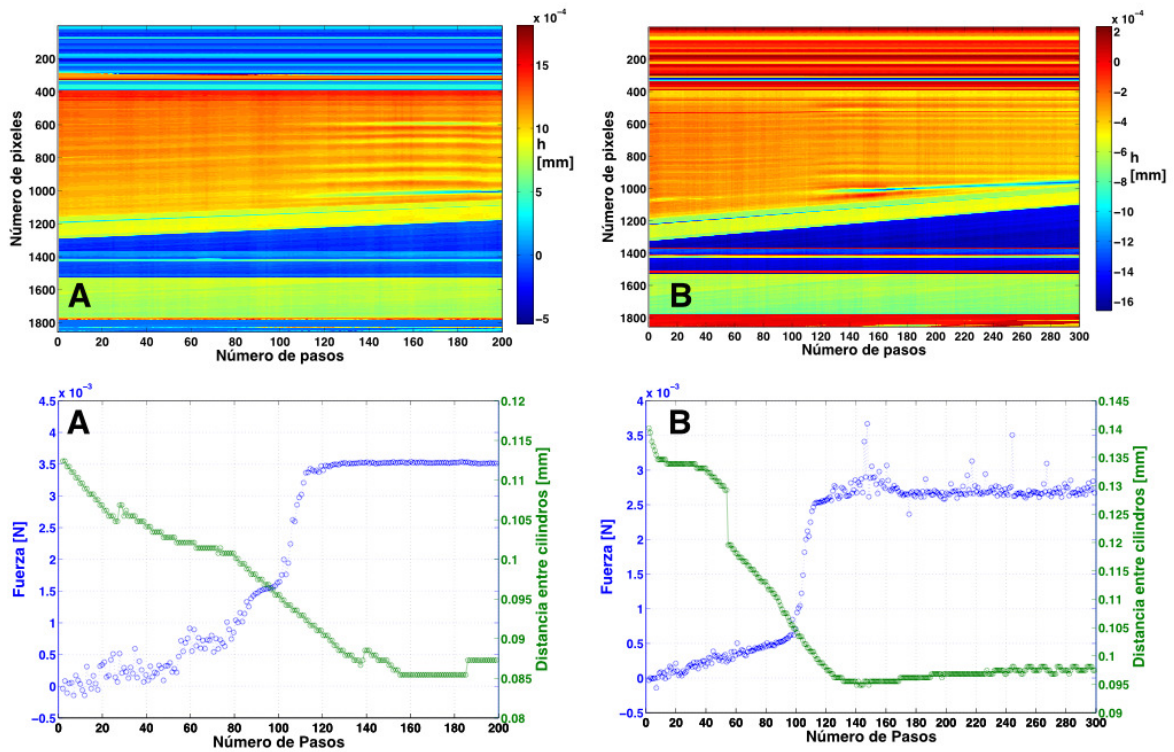 x 10⁻⁴
15
10
5
0
−5
h
[mm]
Número de pixeles
200
400
600
800
1000
1200
1400
1600
1800
A
0 20 40 60 80 100 120 140 160 180 200
Número de pasos
x 10⁻⁴
2
0
−2
−4
−6
−8
−10
−12
−14
−16
h
[mm]
Número de pixeles
200
400
600
800
1000
1200
1400
1600
1800
B
0 20 40 60 80 100 120 140 160 180 200 220 240 260 280 300
Número de pasos
x 10⁻³
4.5
4
3.5
3
2.5
2
1.5
1
0.5
0
−0.5
Fuerza [N]
A
0.12
0.115
0.11
0.105
0.1
0.095
0.09
0.085
0.08
Distancia entre cilindros [mm]
0 20 40 60 80 100 120 140 160 180 200
Número de Pasos
x 10⁻³
4
3.5
3
2.5
2
1.5
1
0.5
0
−0.5
Fuerza [N]
B
0.145
0.14
0.135
0.13
0.125
0.12
0.115
0.11
0.105
0.1
0.095
0.09
Distancia entre cilindros [mm]
0 20 40 60 80 100 120 140 160 180 200 220 240 260 280 300
Número de Pasos